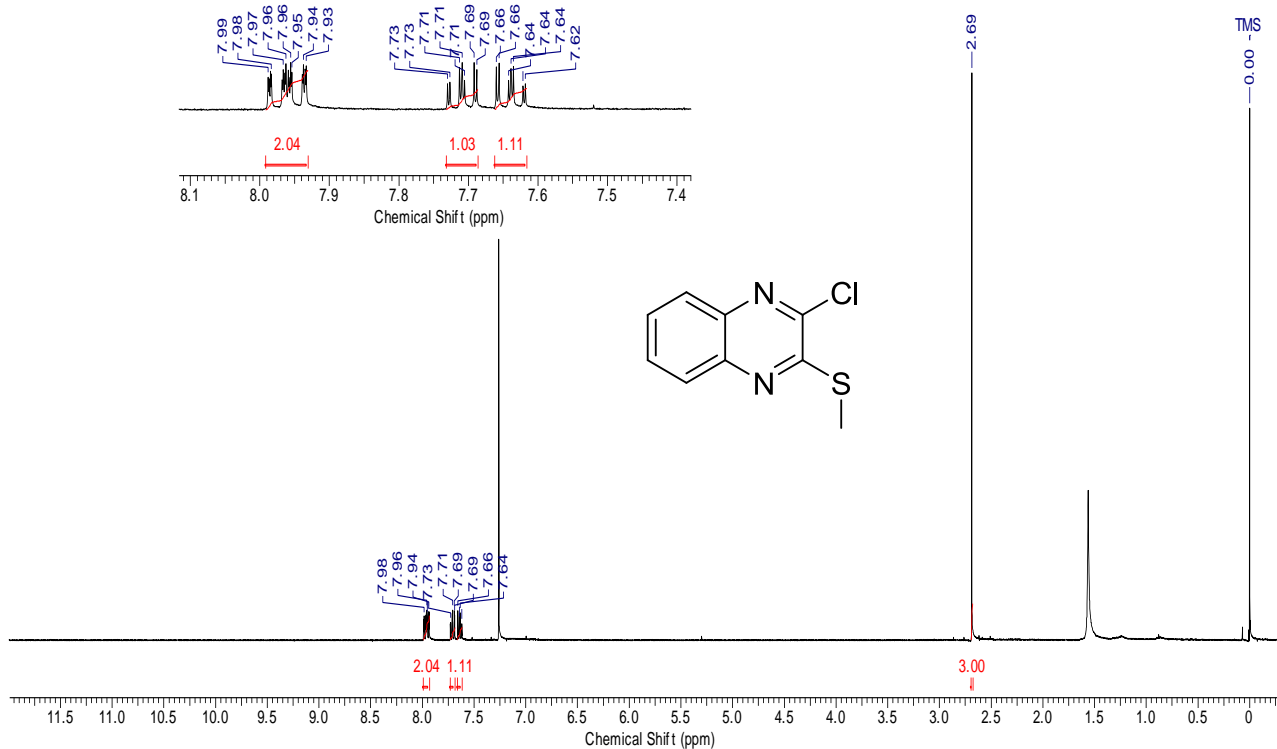 7.99 7.98 7.97 7.96 7.96 7.95 7.94 7.93 7.73 7.73 7.71 7.71 7.71 7.69 7.69 7.66 7.66 7.64 7.64 7.64 7.62
2.69
TMS
0.00
2.04 1.03 1.11
8.1 8.0 7.9 7.8 7.7 7.6 7.5 7.4
Chemical Shift (ppm)
N Cl
N S
7.98 7.96 7.94 7.73 7.71 7.69 7.69 7.66 7.64
2.04 1.11 3.00
11.5 11.0 10.5 10.0 9.5 9.0 8.5 8.0 7.5 7.0 6.5 6.0 5.5 5.0 4.5 4.0 3.5 3.0 2.5 2.0 1.5 1.0 0.5 0
Chemical Shift (ppm)